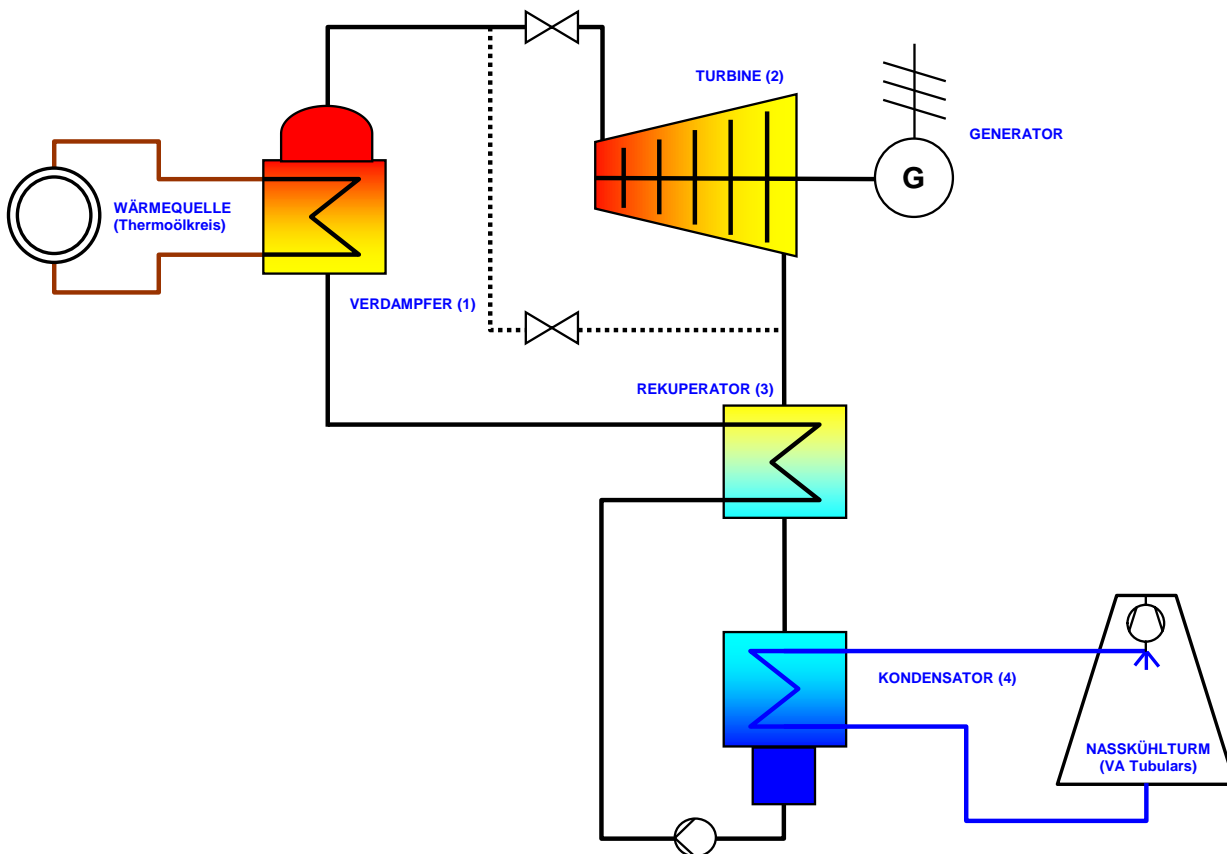 TURBINE (2)
GENERATOR
G
WÄRMEQUELLE
(Thermoölkreis)
VERDAMPFER (1)
REKUPERATOR (3)
KONDENSATOR (4)
NASSKÜHLTURM
(VA Tubulars)